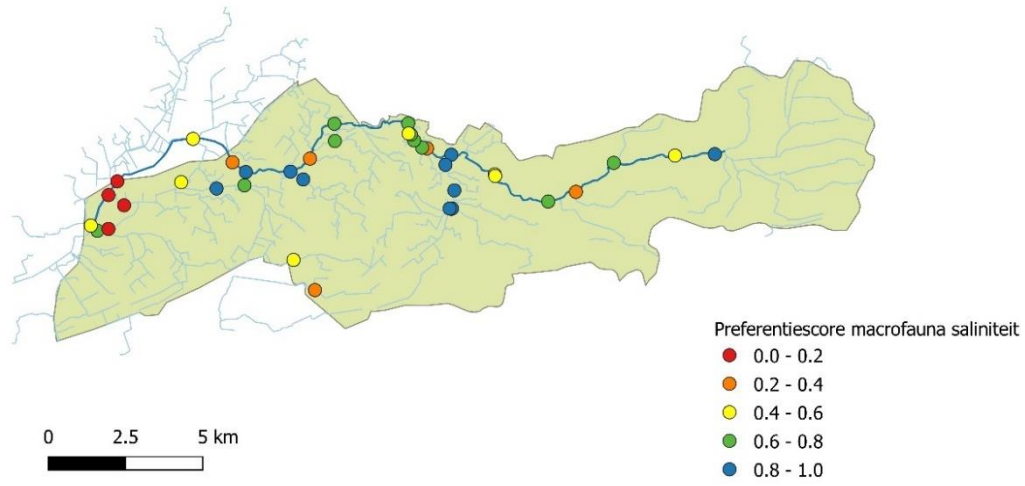 Preferentiescore macrofauna saliniteit
0.0 - 0.2
0.2 - 0.4
0.4 - 0.6
0.6 - 0.8
0.8 - 1.0
0 2.5 5 km